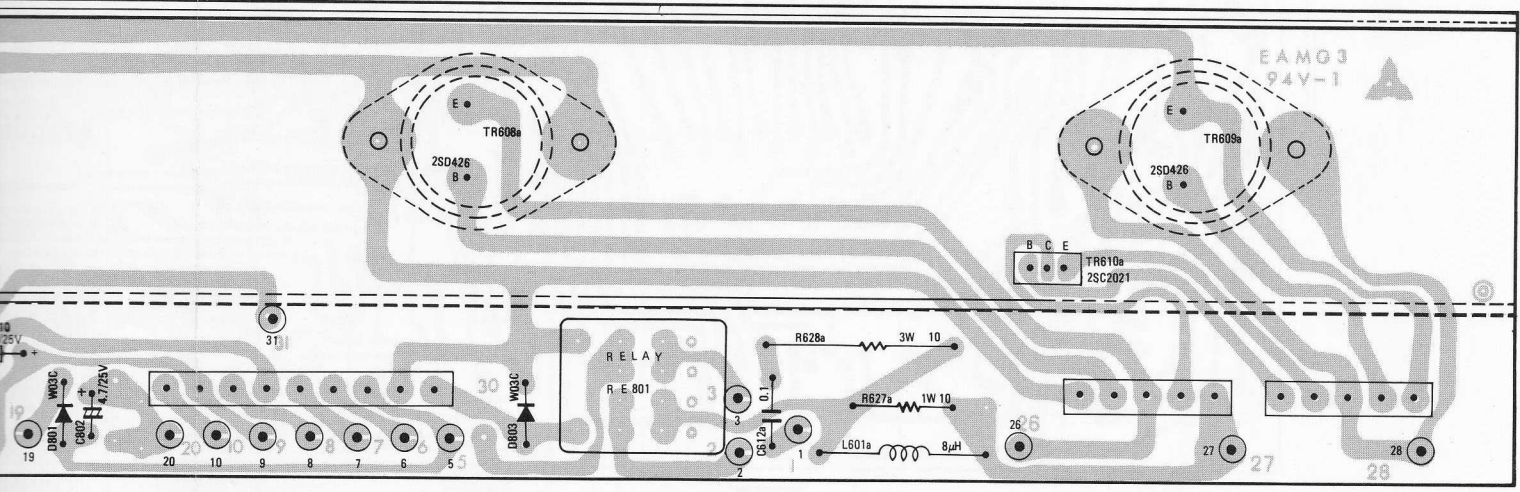 EAMG3
94V-1
E
TR608a
2SD426
B
E
TR609a
2SD426
B
B C E
TR610a
2SC2021
31
31
10
25V
+
W03C
D801
+
4.7/25V
C802
30
W03C
D803
RELAY
RE801
R628a 3W 10
0.1
C612a
R627a 1W 10
L601a 8μH
19
19
20
20
10
10
9
9
8
8
7
7
6
6
5
5
3
3
2
2
1
1
26
26
27
27
28
28